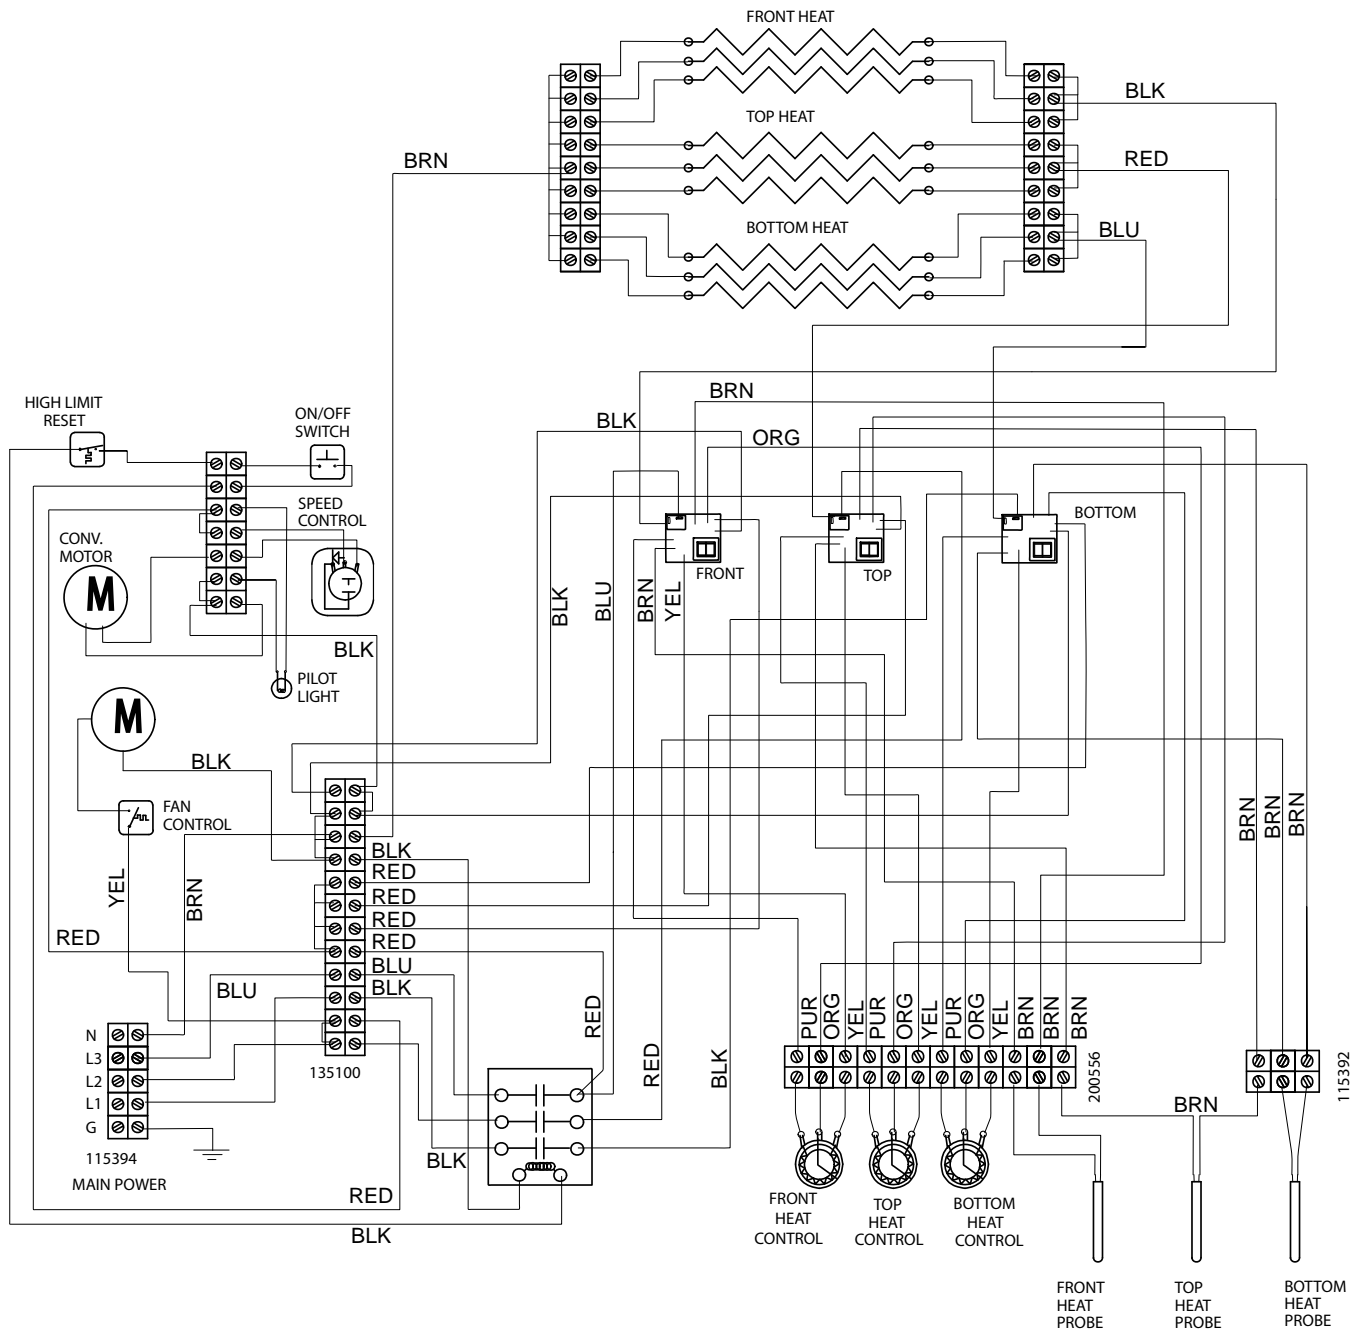 FRONT HEAT
BLK
TOP HEAT
BRN
RED
BOTTOM HEAT
BLU
HIGH LIMIT
RESET
ON/OFF
SWITCH
BLK
BRN
ORG
SPEED
CONTROL
CONV.
MOTOR
M
BOTTOM
FRONT
TOP
BLK
BLU
BRN
YEL
BLK
PILOT
LIGHT
M
BLK
FAN
CONTROL
BRN
BRN
BRN
YEL
BRN
BLK
RED
RED
RED
RED
RED
BLU
BLK
BLU
RED
RED
BLK
PUR
ORG
YEL
PUR
ORG
YEL
PUR
ORG
YEL
BRN
BRN
BRN
N
L3
L2
L1
G
115394
MAIN POWER
135100
200556
115392
BRN
BLK
RED
BLK
FRONT
HEAT
CONTROL
TOP
HEAT
CONTROL
BOTTOM
HEAT
CONTROL
FRONT
HEAT
PROBE
TOP
HEAT
PROBE
BOTTOM
HEAT
PROBE